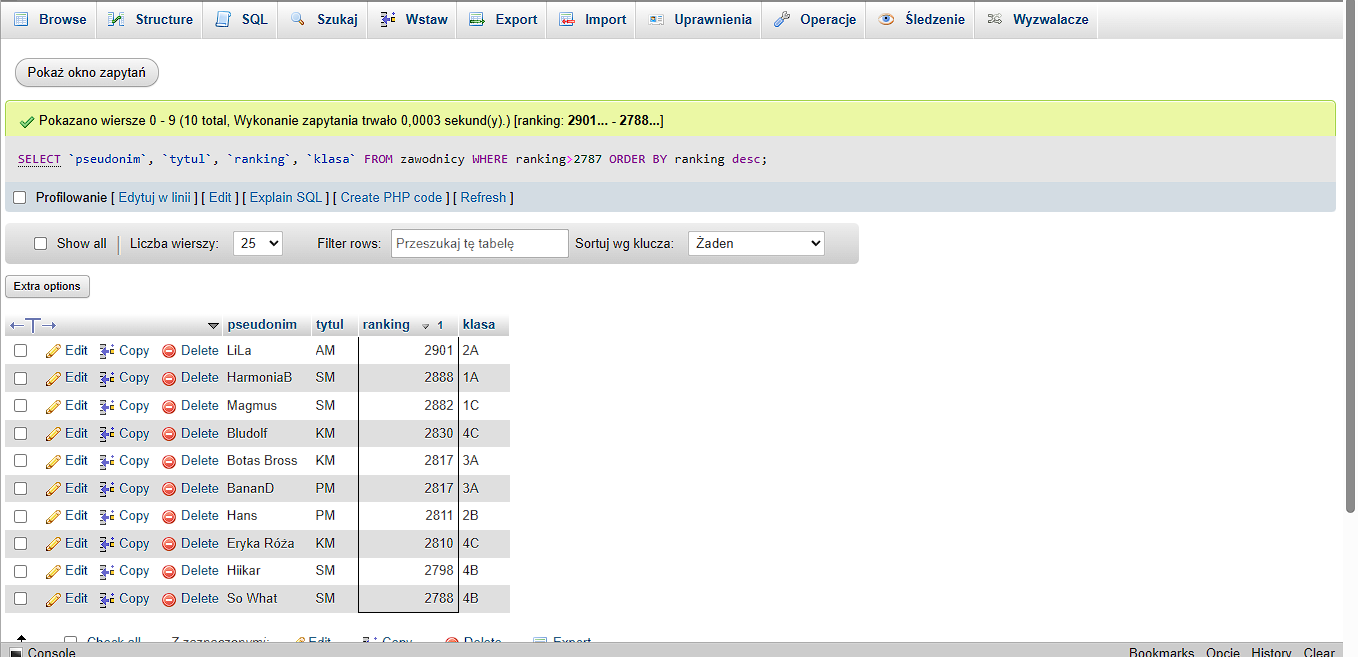 Browse Structure SQL Szukaj Wstaw Export Import Uprawnienia Operacje Śledzenie Wyzwalacze
Pokaż okno zapytań
Pokazano wiersze 0 - 9 (10 total, Wykonanie zapytania trwało 0,0003 sekund(y).) [ranking: 2901... - 2788...]
SELECT `pseudonim`, `tytul`, `ranking`, `klasa` FROM zawodnicy WHERE ranking>2787 ORDER BY ranking desc;
Profilowanie [ Edytuj w linii ] [ Edit ] [ Explain SQL ] [ Create PHP code ] [ Refresh ]
Show all Liczba wierszy: 25 Filter rows: Przeszukaj tę tabelę Sortuj wg klucza: Żaden
Extra options
pseudonim tytul ranking 1 klasa
Edit Copy Delete LiLa AM 2901 2A
Edit Copy Delete HarmoniaB SM 2888 1A
Edit Copy Delete Magmus SM 2882 1C
Edit Copy Delete Bludolf KM 2830 4C
Edit Copy Delete Botas Bross KM 2817 3A
Edit Copy Delete BananD PM 2817 3A
Edit Copy Delete Hans PM 2811 2B
Edit Copy Delete Eryka Róża KM 2810 4C
Edit Copy Delete Hiikar SM 2798 4B
Edit Copy Delete So What SM 2788 4B
Check all Z zaznaczonymi: Edit Copy Delete Export
Console Bookmarks Opcje History Clear